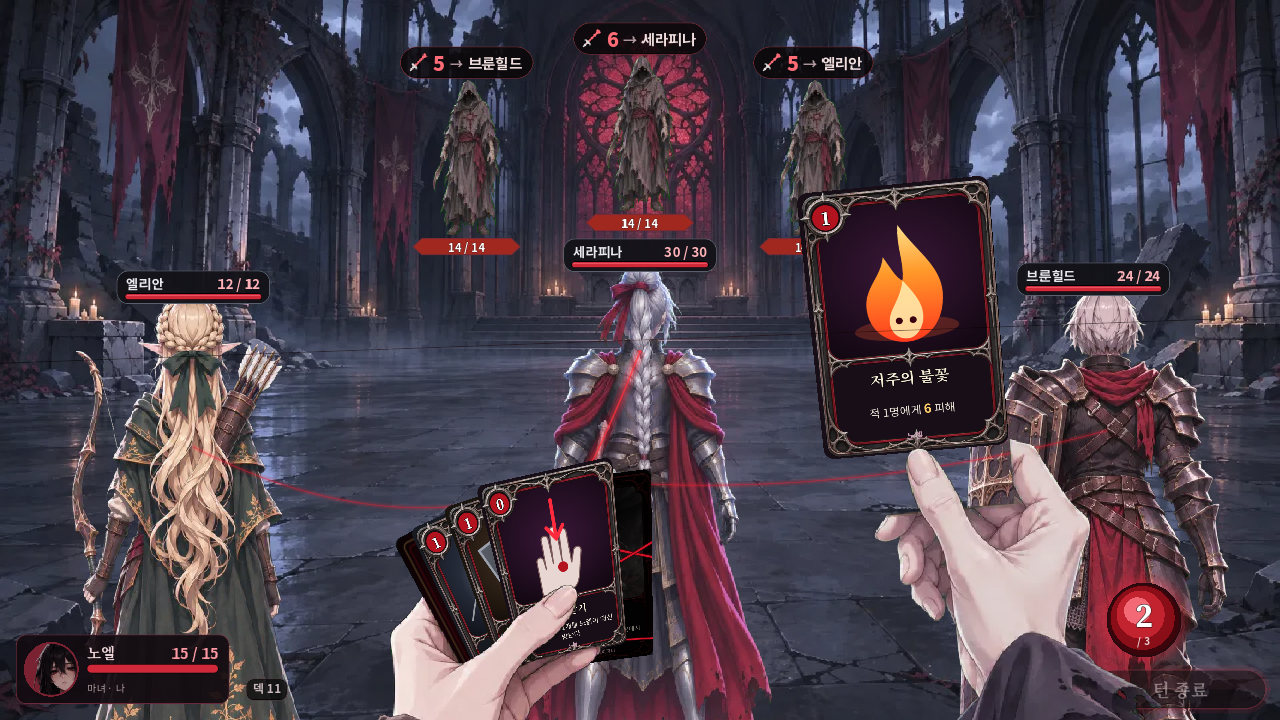 6 → 세라피나
5 → 브룬힐드
5 → 엘리안
14 / 14
14 / 14
세라피나 30 / 30
엘리안 12 / 12
브룬힐드 24 / 24
1
저주의 불꽃
적 1명에게 6 피해
1
1
0
2
/ 3
노엘 15 / 15
마녀 · 나
덱 11
턴 종료